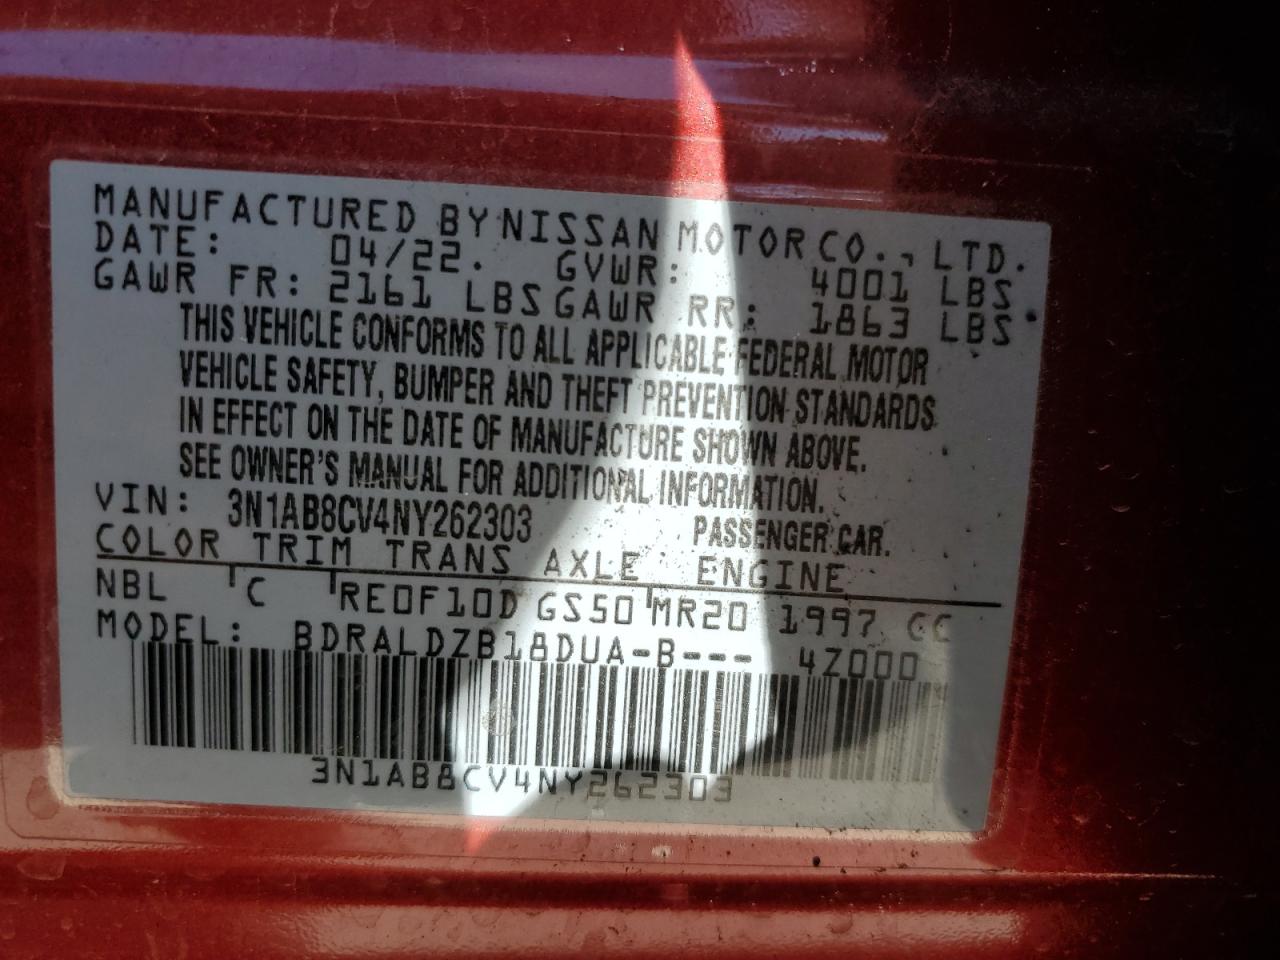 MANUFACTURED BY NISSAN MOTOR CO., LTD.
DATE: 04/22. GVWR: 4001 LBS
GAWR FR: 2161 LBS GAWR RR: 1863 LBS
THIS VEHICLE CONFORMS TO ALL APPLICABLE FEDERAL MOTOR
VEHICLE SAFETY, BUMPER AND THEFT PREVENTION STANDARDS
IN EFFECT ON THE DATE OF MANUFACTURE SHOWN ABOVE.
SEE OWNER'S MANUAL FOR ADDITIONAL INFORMATION.
VIN: 3N1AB8CV4NY262303 PASSENGER CAR.
COLOR TRIM TRANS AXLE ENGINE
NBL C RE0F10D GS50 MR20 1997 CC
MODEL: BDRALDZB18DUA-B--- 4Z000
3N1AB8CV4NY262303